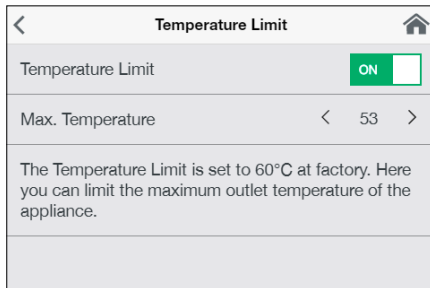 Temperature Limit
Temperature Limit ON
Max. Temperature < 53 >
The Temperature Limit is set to 60°C at factory. Here
you can limit the maximum outlet temperature of the
appliance.